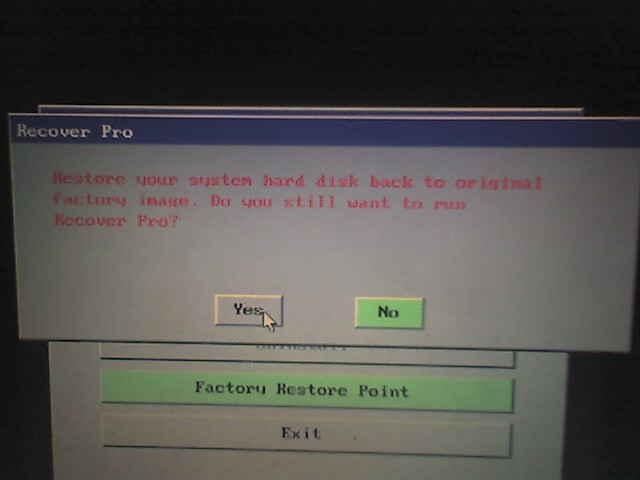 Recover Pro
Restore your system hard disk back to original
factory image. Do you still want to run
Recover Pro?
Yes
No
Factory Restore Point
Exit